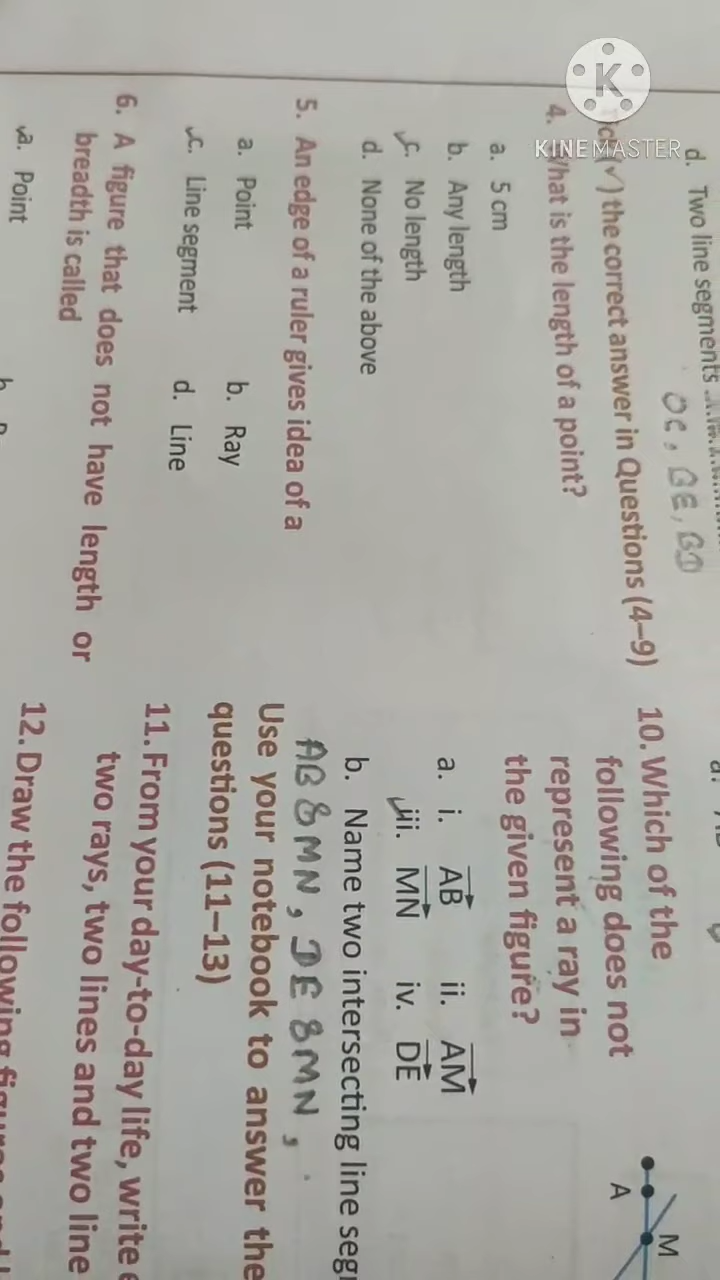 d. Two line segments
OC, BE, BD
(✓) the correct answer in Questions (4–9)
4. What is the length of a point?
a. 5 cm
b. Any length
✓c. No length
d. None of the above
5. An edge of a ruler gives idea of a
a. Point b. Ray
✓c. Line segment d. Line
6. A figure that does not have length or
breadth is called
✓a. Point
10. Which of the
following does not
represent a ray in
the given figure?
a. i. AB ii. AM
✓iii. MN iv. DE
b. Name two intersecting line
AB & MN, DE & MN,
Use your notebook to answer the
questions (11–13)
11. From your day-to-day life, write
two rays, two lines and two line
12. Draw the following
M
A
K
KINEMASTER